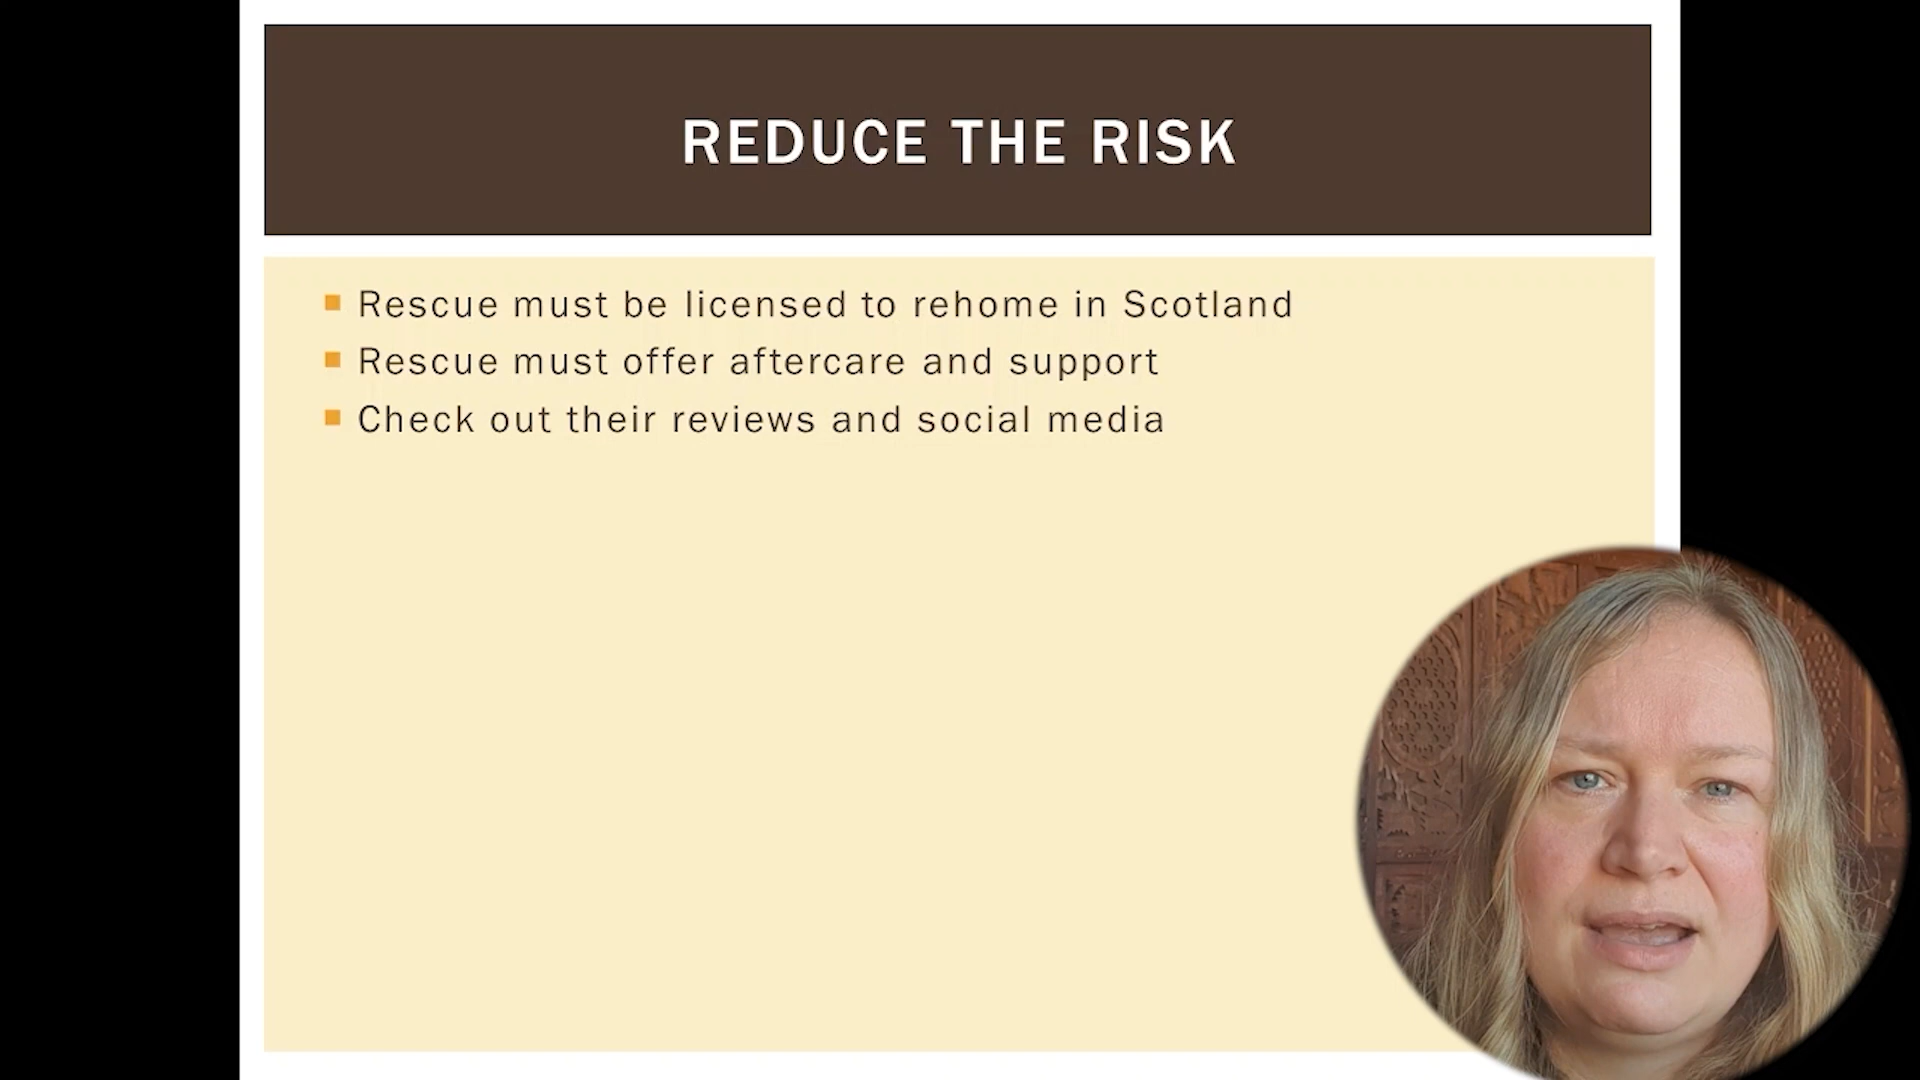 REDUCE THE RISK
Rescue must be licensed to rehome in Scotland
Rescue must offer aftercare and support
Check out their reviews and social media